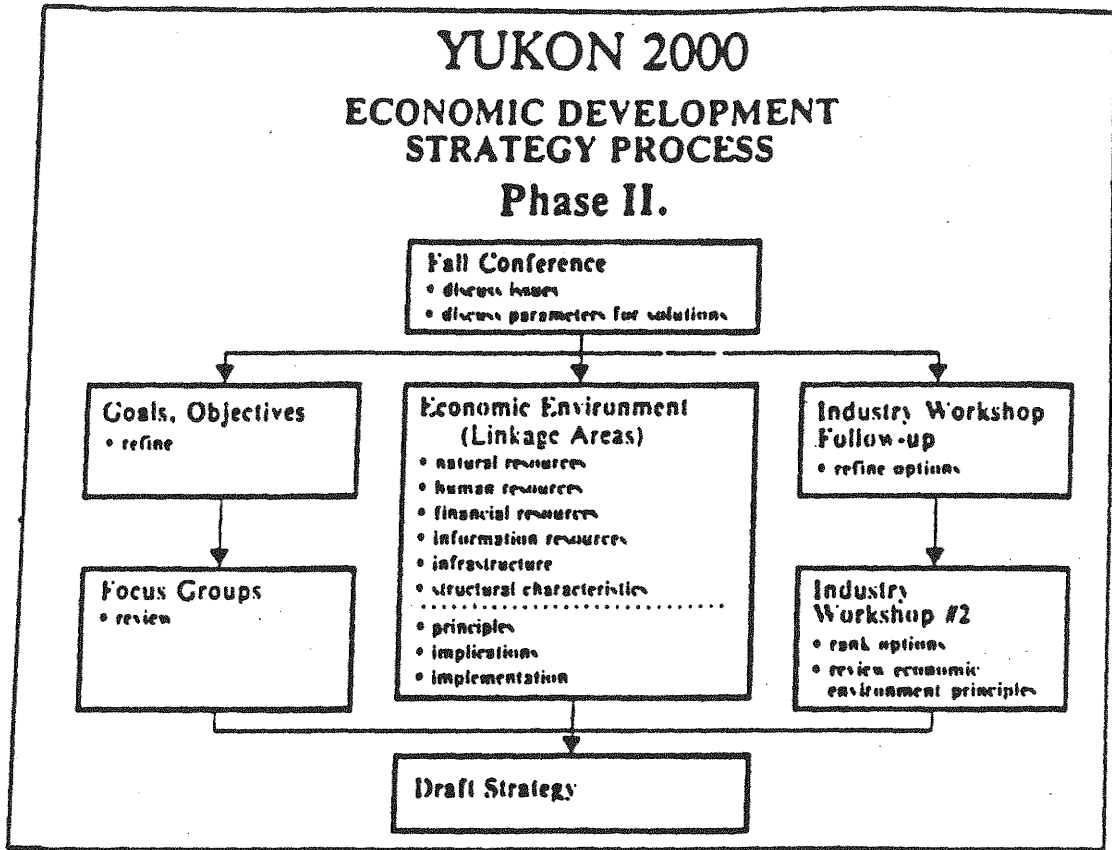 YUKON 2000
ECONOMIC DEVELOPMENT
STRATEGY PROCESS
Phase II.
Fall Conference
• discuss issues
• discuss parameters for solutions
Goals, Objectives
• refine
Economic Environment
(Linkage Areas)
• natural resources
• human resources
• financial resources
• information resources
• infrastructure
• structural characteristics
• principles
• implications
• implementation
Industry Workshop
Follow-up
• refine options
Focus Groups
• review
Industry
Workshop #2
• rank options
• review economic
environment principles
Draft Strategy